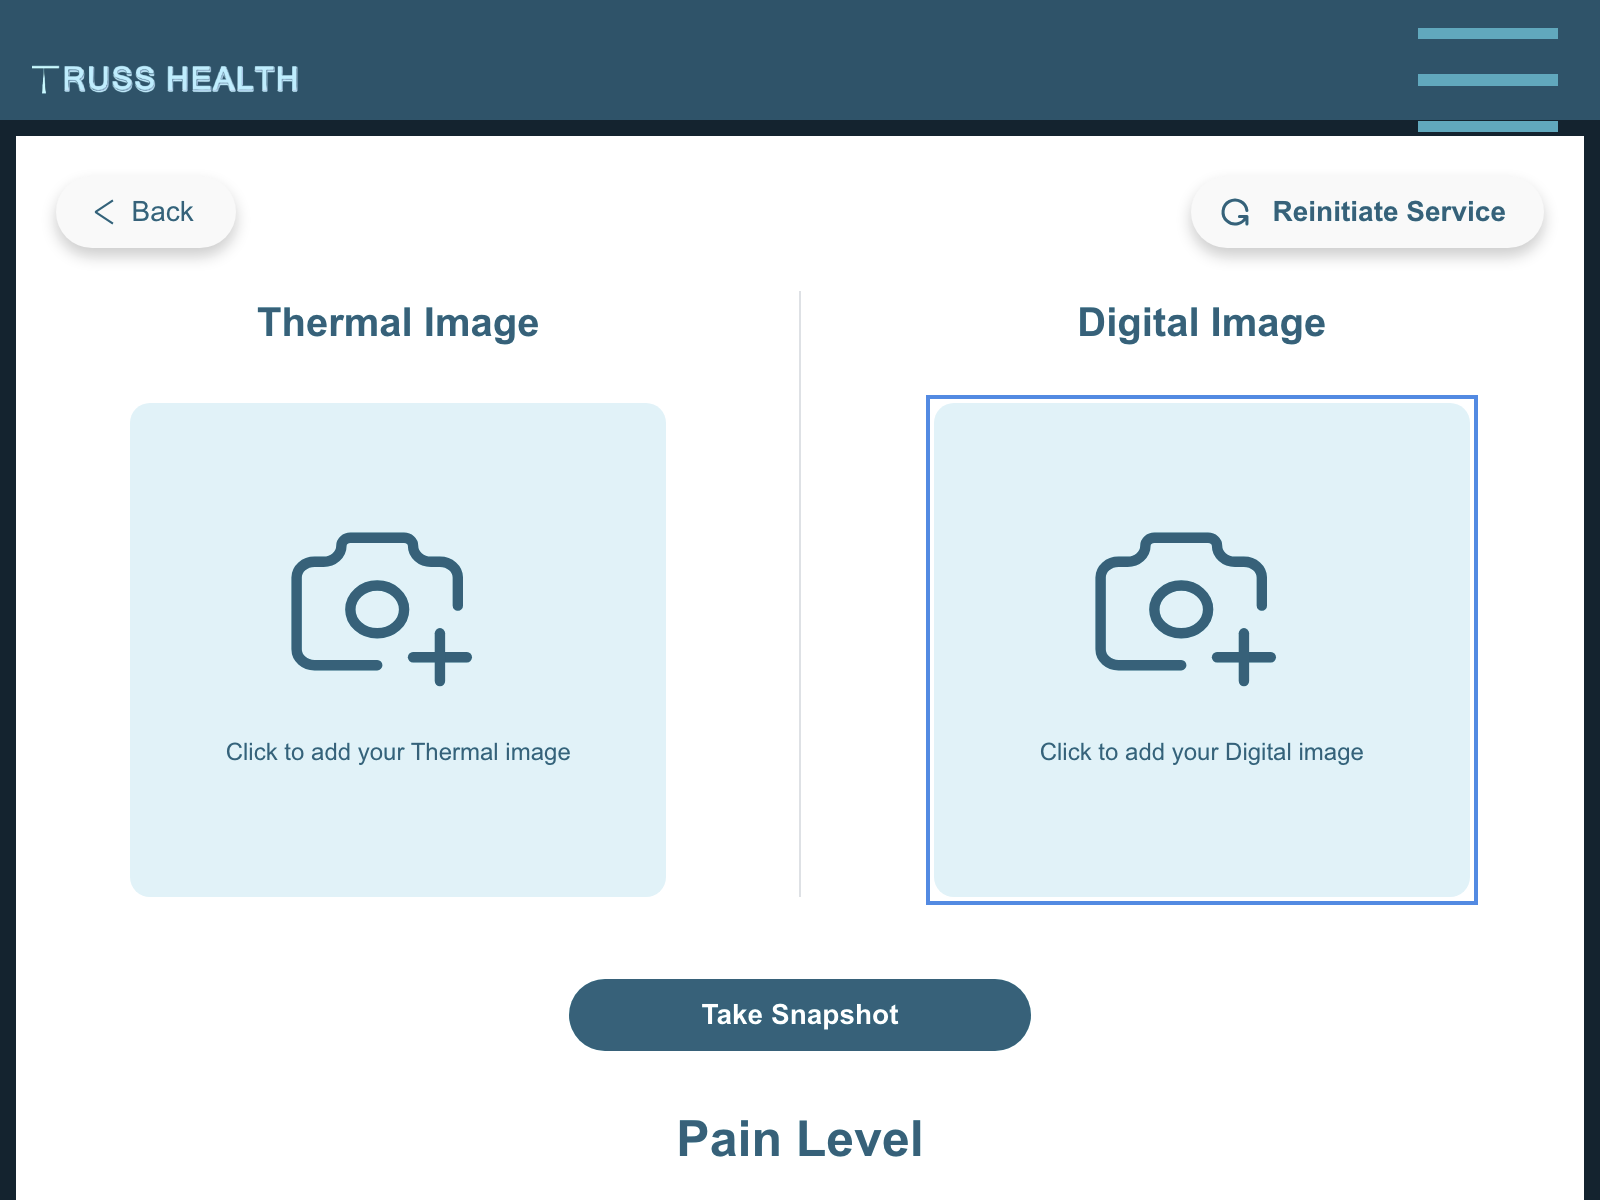 TRUSS HEALTH
Back
Reinitiate Service
Thermal Image
Digital Image
Click to add your Thermal image
Click to add your Digital image
Take Snapshot
Pain Level